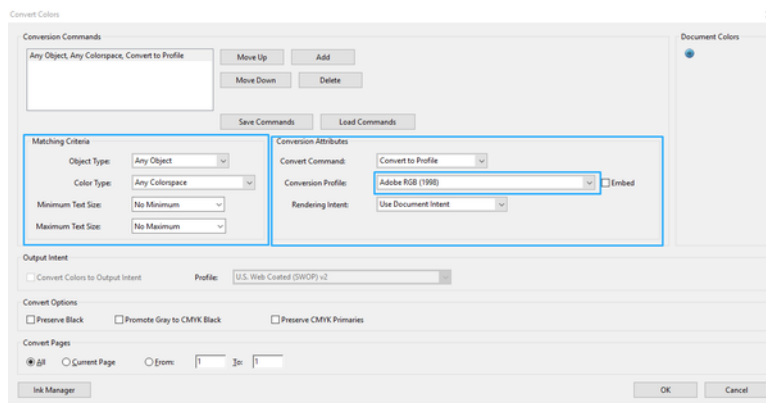 Convert Colors
Conversion Commands
Document Colors
Any Object, Any Colorspace, Convert to Profile
Move Up
Add
Move Down
Delete
Save Commands
Load Commands
Matching Criteria
Conversion Attributes
Object Type:
Any Object
Convert Command:
Convert to Profile
Color Type:
Any Colorspace
Conversion Profile:
Adobe RGB (1998)
Embed
Minimum Text Size:
No Minimum
Rendering Intent:
Use Document Intent
Maximum Text Size:
No Maximum
Output Intent
Convert Colors to Output Intent
Profile:
U.S. Web Coated (SWOP) v2
Convert Options
Preserve Black
Promote Gray to CMYK Black
Preserve CMYK Primaries
Convert Pages
All
Current Page
From:
1
To:
1
Ink Manager
OK
Cancel